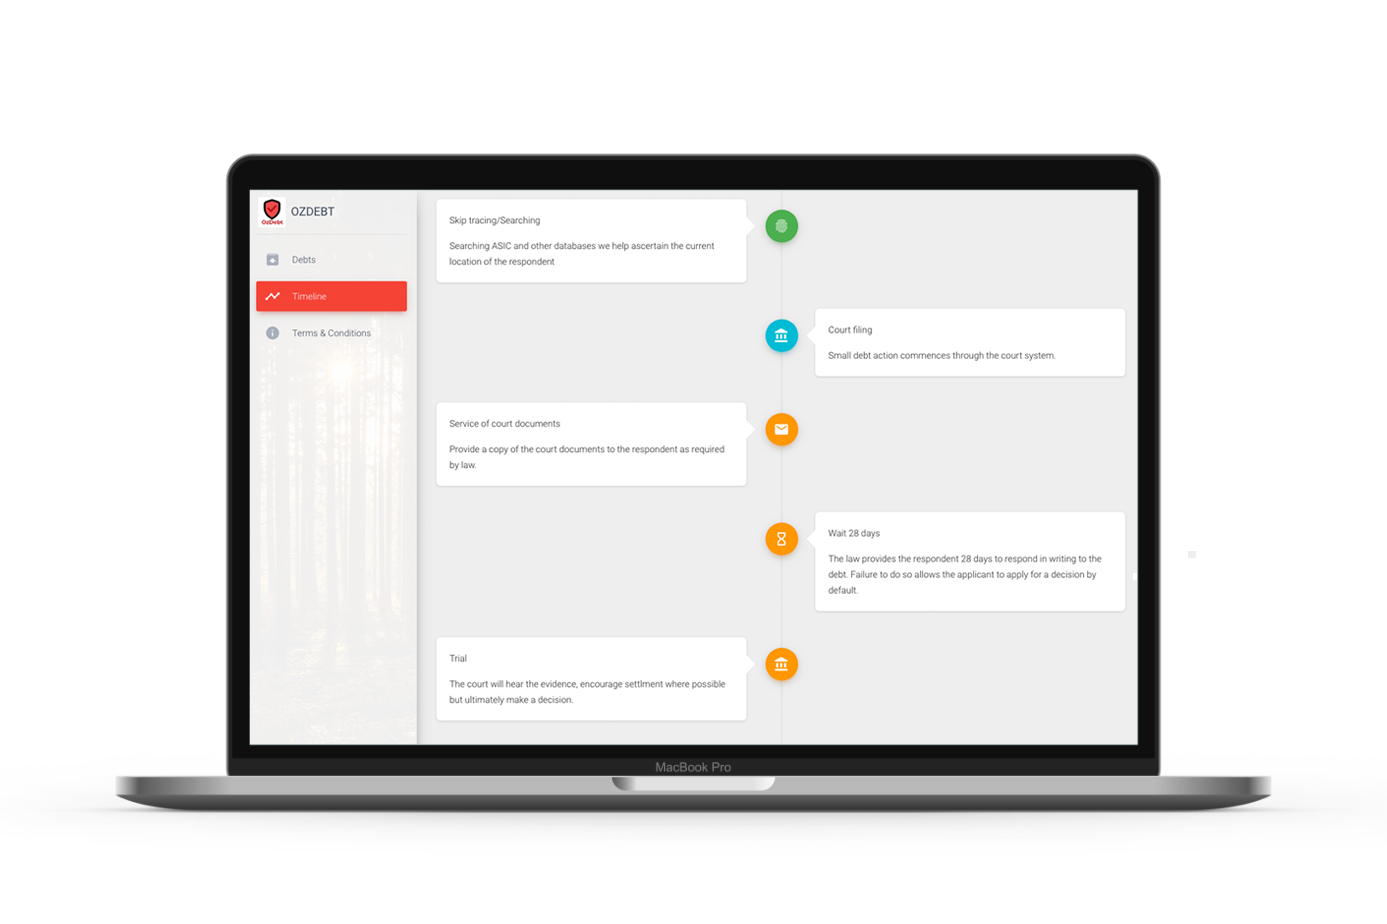 OzDebt
OZDEBT
Debts
Timeline
Terms & Conditions
Skip tracing/Searching
Searching ASIC and other databases we help ascertain the current
location of the respondent
Court filing
Small debt action commences through the court system.
Service of court documents
Provide a copy of the court documents to the respondent as required
by law.
Wait 28 days
The law provides the respondent 28 days to respond in writing to the
debt. Failure to do so allows the applicant to apply for a decision by
default.
Trial
The court will hear the evidence, encourage settlment where possible
but ultimately make a decision.
MacBook Pro